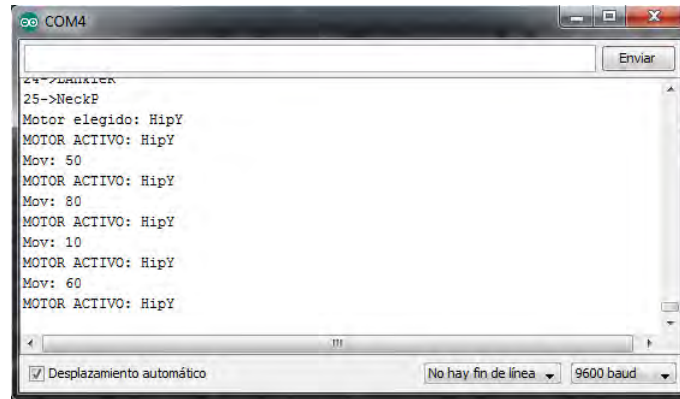 COM4
Enviar
24->LAnkleR
25->NeckP
Motor elegido: HipY
MOTOR ACTIVO: HipY
Mov: 50
MOTOR ACTIVO: HipY
Mov: 80
MOTOR ACTIVO: HipY
Mov: 10
MOTOR ACTIVO: HipY
Mov: 60
MOTOR ACTIVO: HipY
Desplazamiento automático
No hay fin de línea
9600 baud